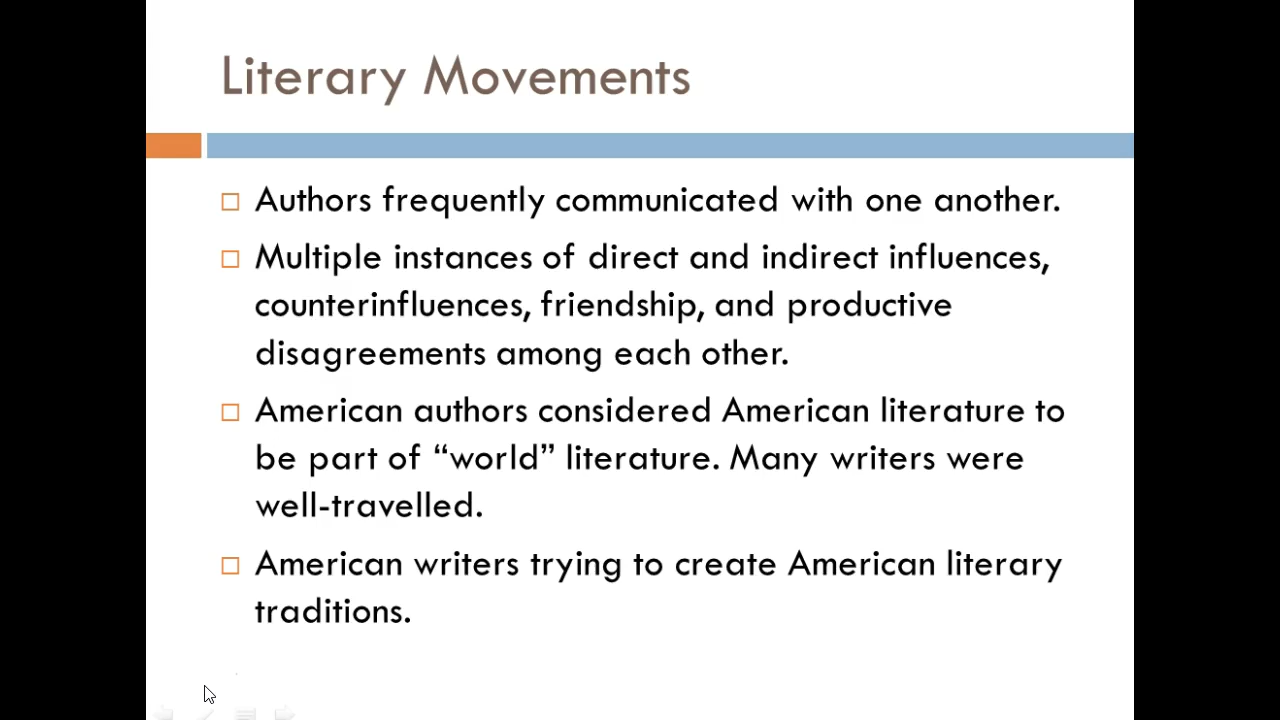 Literary Movements
Authors frequently communicated with one another.
Multiple instances of direct and indirect influences,
counterinfluences, friendship, and productive
disagreements among each other.
American authors considered American literature to
be part of “world” literature. Many writers were
well-travelled.
American writers trying to create American literary
traditions.